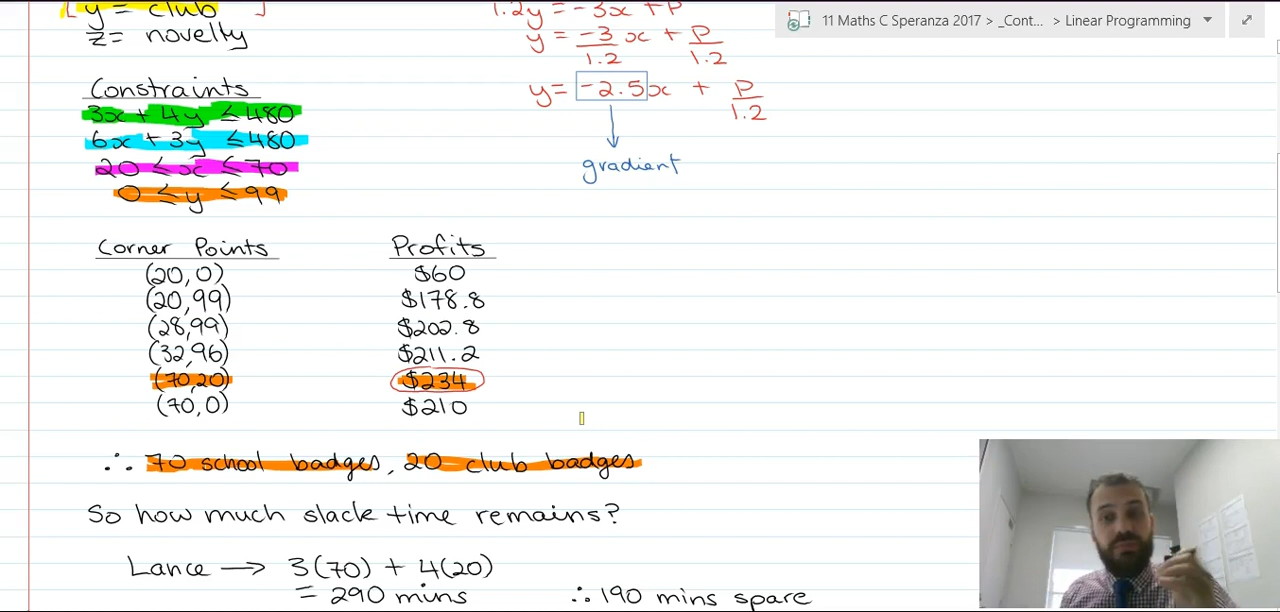 y = club
z = novelty
1.2y = -3x + P
y = -3/1.2 x + P/1.2
y = -2.5x + P/1.2
gradient
11 Maths C Speranza 2017 > _Cont... > Linear Programming
Constraints
3x + 4y ≤ 480
6x + 3y ≤ 480
20 ≤ x ≤ 70
0 ≤ y ≤ 99
Corner Points Profits
(20,0) $60
(20,99) $178.8
(28,99) $202.8
(32,96) $211.2
(70,20) $234
(70,0) $210
∴ 70 school badges, 20 club badges
So how much slack time remains?
Lance → 3(70) + 4(20)
= 290 mins ∴ 190 mins spare